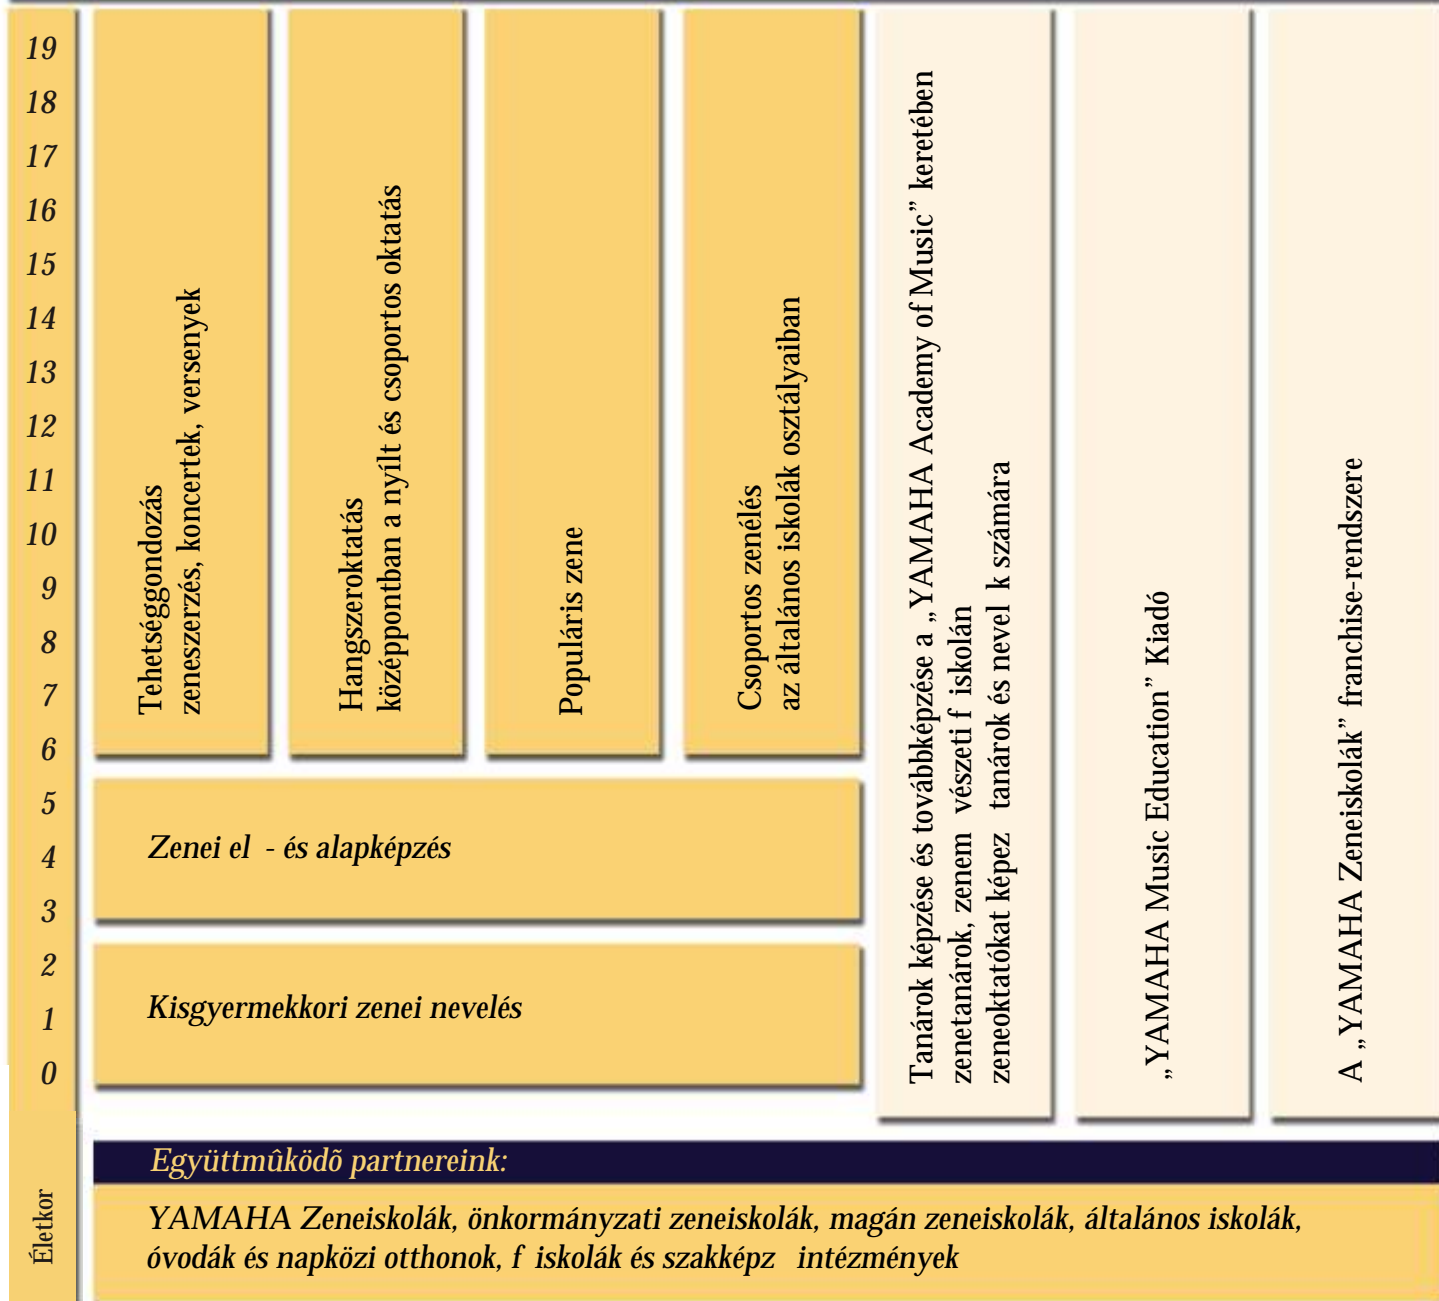 19
18
17
16
15
14
13
12
11
10
9
8
7
6
5
4
3
2
1
0
Életkor
Tehetséggondozás
zeneszerzés, koncertek, versenyek
Hangszeroktatás
középpontban a nyílt és csoportos oktatás
Populáris zene
Csoportos zenélés
az általános iskolák osztályaiban
Zenei el - és alapképzés
Kisgyermekkori zenei nevelés
Tanárok képzése és továbbképzése a „YAMAHA Academy of Music” keretében
zenetanárok, zenem vészeti f iskolán
zeneoktatókat képez tanárok és nevel k számára
„YAMAHA Music Education” Kiadó
A „YAMAHA Zeneiskolák” franchise-rendszere
Együttmûködõ partnereink:
YAMAHA Zeneiskolák, önkormányzati zeneiskolák, magán zeneiskolák, általános iskolák,
óvodák és napközi otthonok, f iskolák és szakképz intézmények